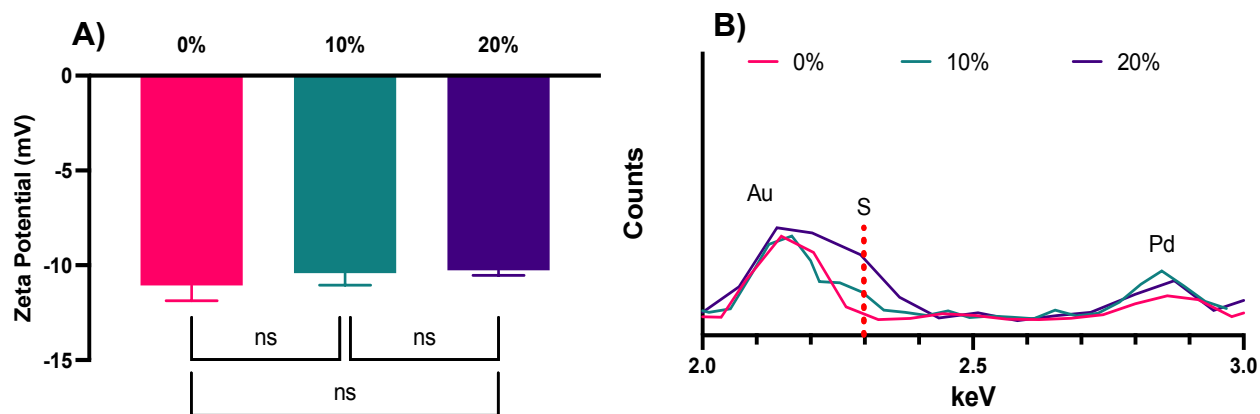 A)
0% 10% 20%
Zeta Potential (mV)
0
-5
-10
-15
ns
ns
ns
B)
0% 10% 20%
Counts
Au
S
Pd
2.0 2.5 3.0
keV